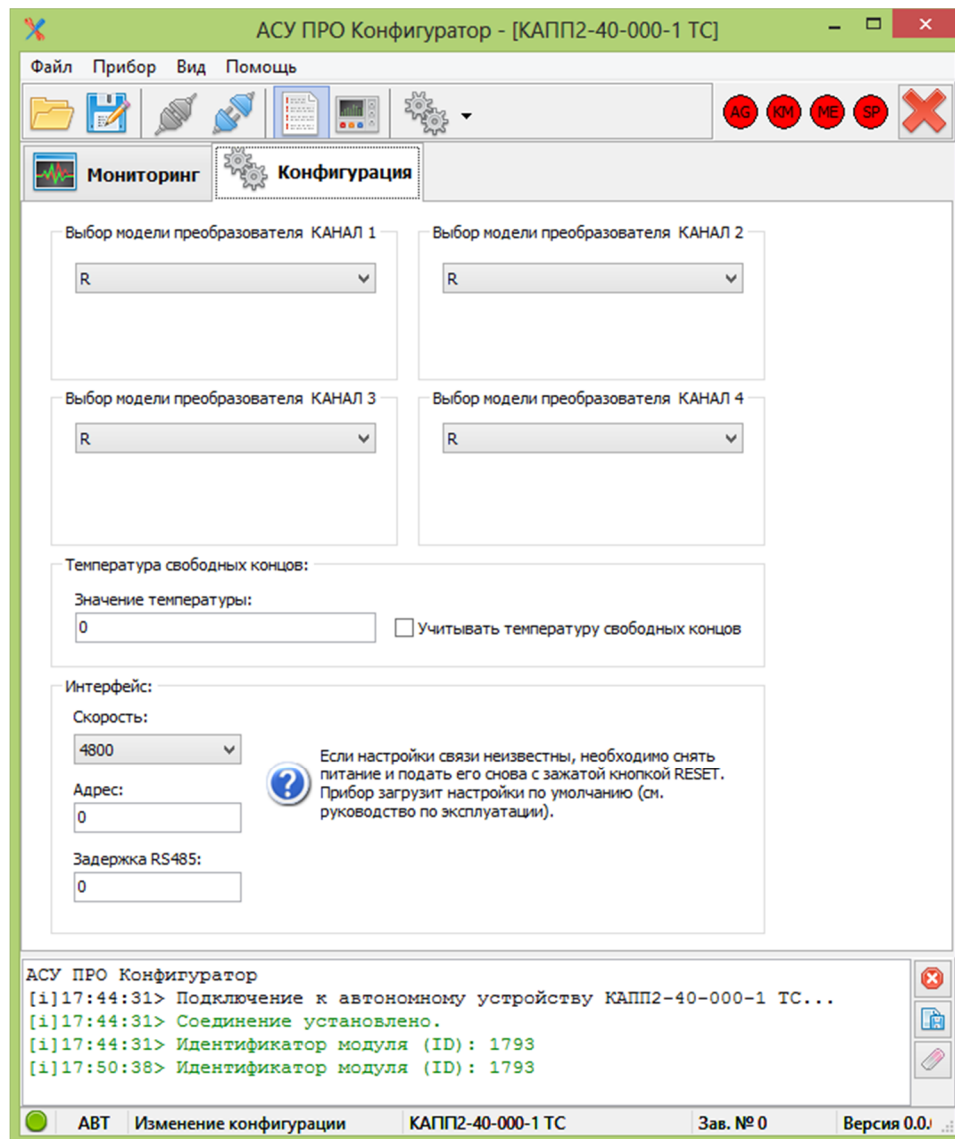 АСУ ПРО Конфигуратор - [КАПП2-40-000-1 ТС]
Файл Прибор Вид Помощь
AG KM ME SP
Мониторинг Конфигурация
Выбор модели преобразователя КАНАЛ 1
R
Выбор модели преобразователя КАНАЛ 2
R
Выбор модели преобразователя КАНАЛ 3
R
Выбор модели преобразователя КАНАЛ 4
R
Температура свободных концов:
Значение температуры:
0
Учитывать температуру свободных концов
Интерфейс:
Скорость:
4800
Адрес:
0
Задержка RS485:
0
Если настройки связи неизвестны, необходимо снять
питание и подать его снова с зажатой кнопкой RESET.
Прибор загрузит настройки по умолчанию (см.
руководство по эксплуатации).
АСУ ПРО Конфигуратор
[i]17:44:31> Подключение к автономному устройству КАПП2-40-000-1 ТС...
[i]17:44:31> Соединение установлено.
[i]17:44:31> Идентификатор модуля (ID): 1793
[i]17:50:38> Идентификатор модуля (ID): 1793
АВТ Изменение конфигурации КАПП2-40-000-1 ТС Зав. № 0 Версия 0.0.